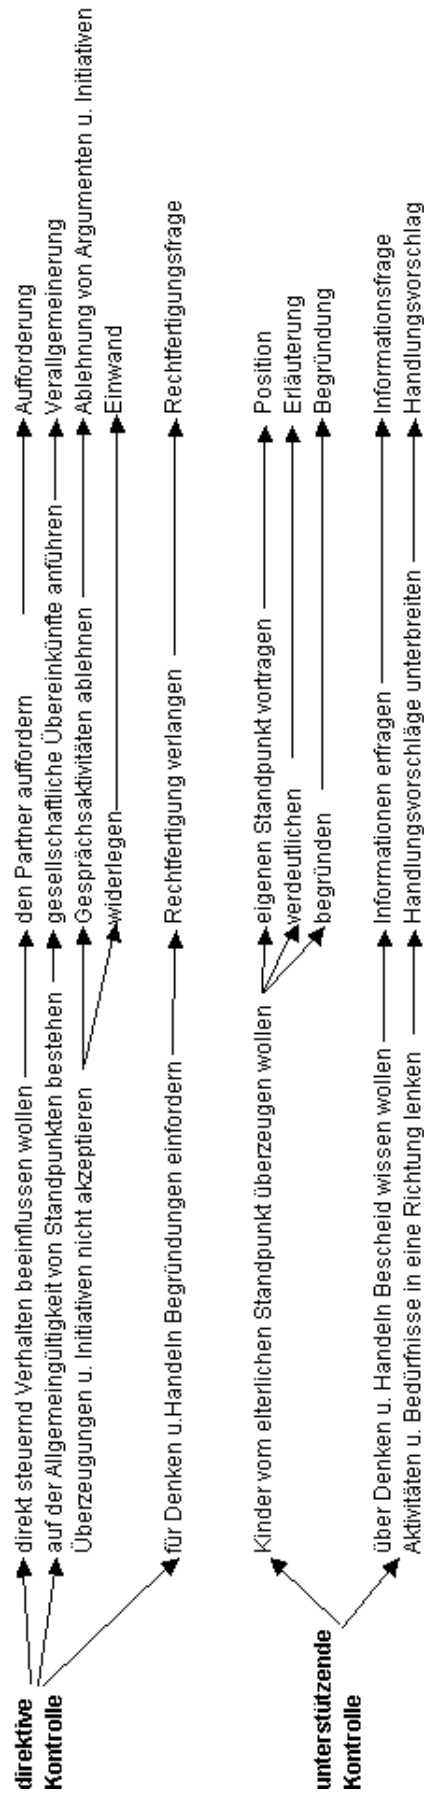 direktive
Kontrolle
direkt steuernd Verhalten beeinflussen wollen
auf der Allgemeingültigkeit von Standpunkten bestehen
Überzeugungen u. Initiativen nicht akzeptieren
für Denken u.Handeln Begründungen einfordern
den Partner auffordern
gesellschaftliche Übereinkünfte anführen
Gesprächsaktivitäten ablehnen
widerlegen
Rechtfertigung verlangen
Aufforderung
Verallgemeinerung
Ablehnung von Argumenten u. Initiativen
Einwand
Rechtfertigungsfrage
unterstützende
Kontrolle
Kinder vom elterlichen Standpunkt überzeugen wollen
über Denken u. Handeln Bescheid wissen wollen
Aktivitäten u. Bedürfnisse in eine Richtung lenken
eigenen Standpunkt vortragen
verdeutlichen
begründen
Informationen erfragen
Handlungsvorschläge unterbreiten
Position
Erläuterung
Begründung
Informationsfrage
Handlungsvorschlag